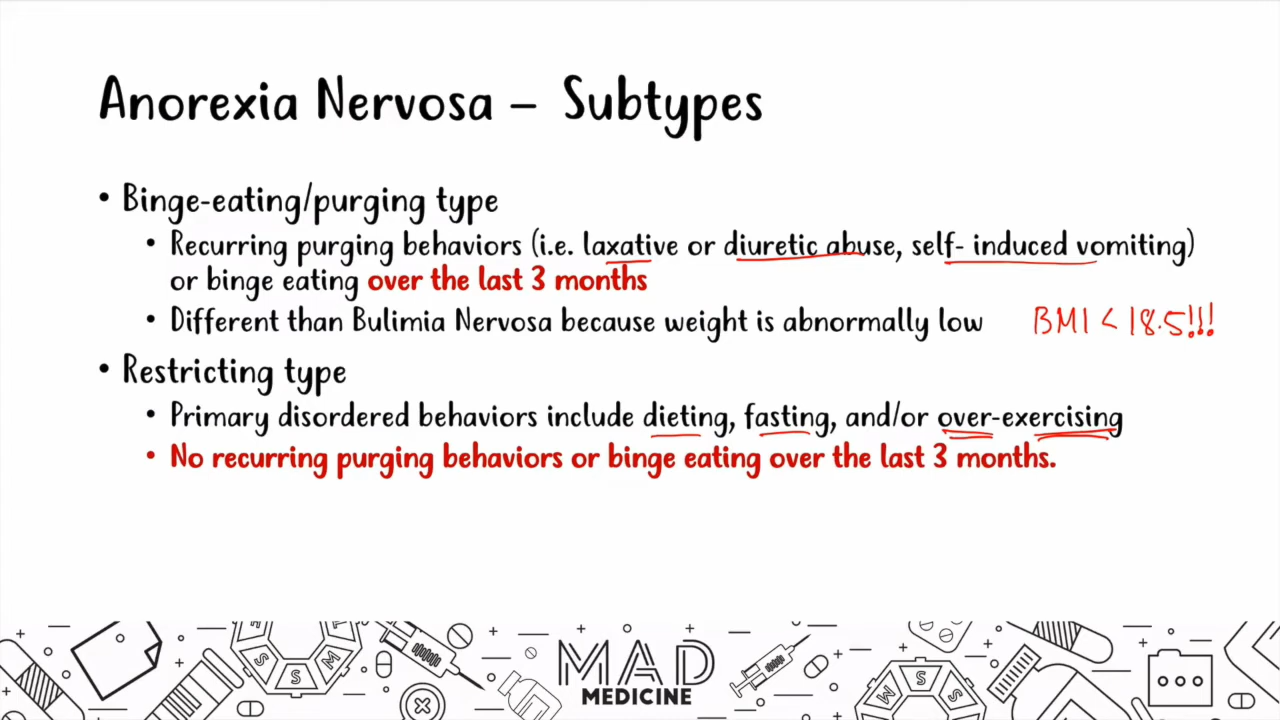 Anorexia Nervosa – Subtypes
• Binge-eating/purging type
• Recurring purging behaviors (i.e. laxative or diuretic abuse, self- induced vomiting)
or binge eating over the last 3 months
• Different than Bulimia Nervosa because weight is abnormally low BMI < 18.5!!!
• Restricting type
• Primary disordered behaviors include dieting, fasting, and/or over-exercising
• No recurring purging behaviors or binge eating over the last 3 months.
MAD
MEDICINE